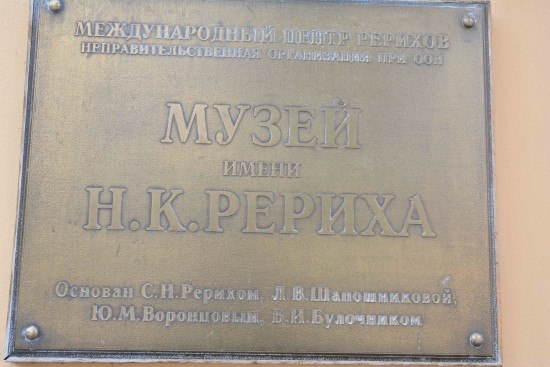 МЕЖДУНАРОДНЫЙ ЦЕНТР РЕРИХОВ
НЕПРАВИТЕЛЬСТВЕННАЯ ОРГАНИЗАЦИЯ ПРИ ООН
МУЗЕЙ
ИМЕНИ
Н.К.РЕРИХА
Основан С.Н.Рерихом, Л.В.Шапошниковой,
Ю.М.Воронцовым, Б.И.Булочником